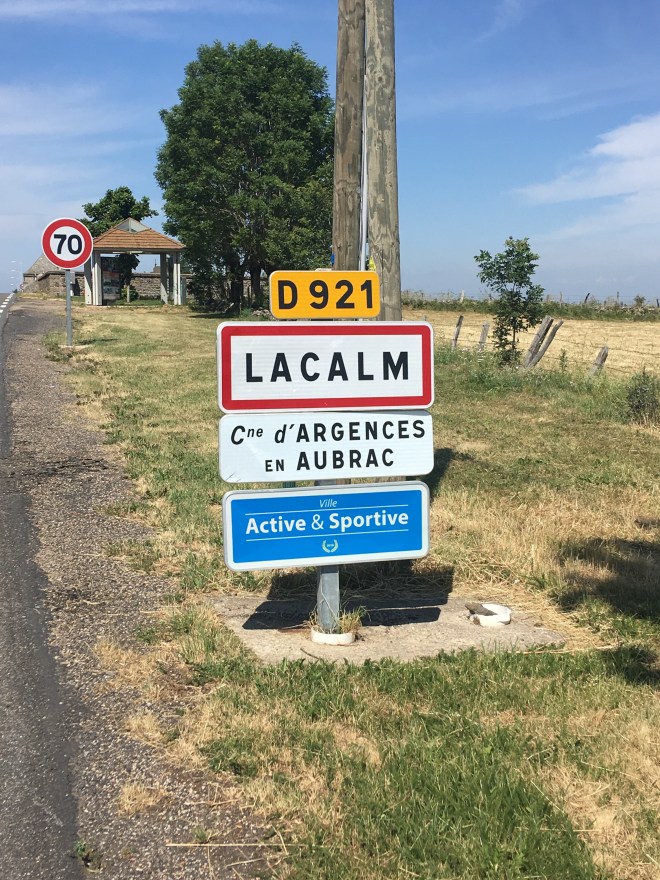 70
D 921
LACALM
Cne d'ARGENCES
EN AUBRAC
Ville
Active & Sportive